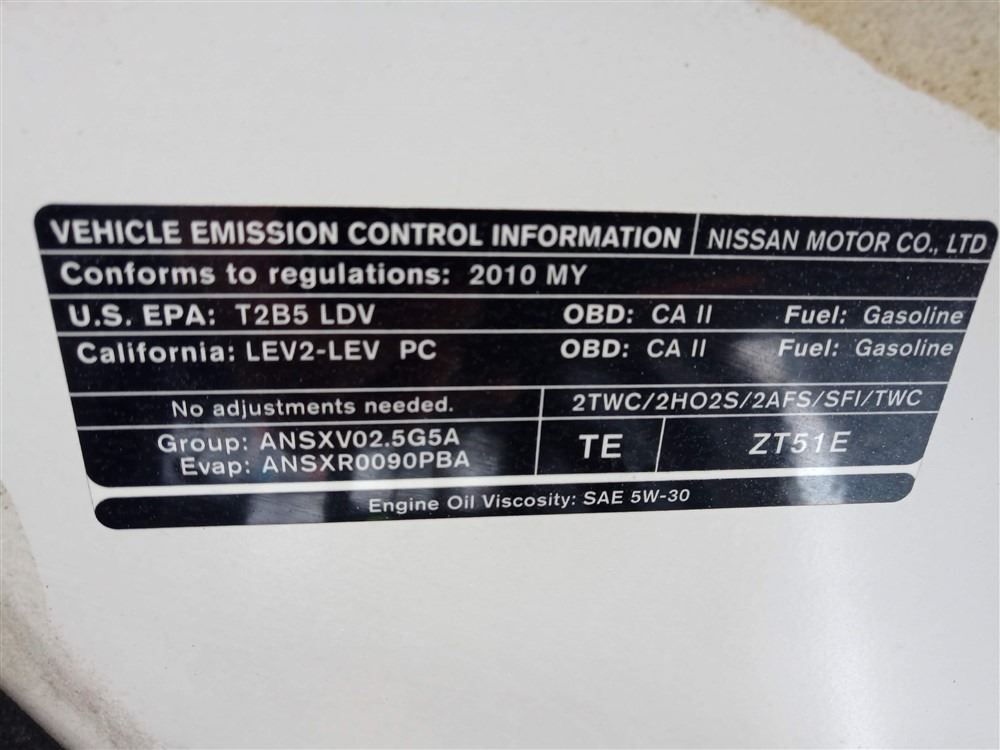 VEHICLE EMISSION CONTROL INFORMATION NISSAN MOTOR CO., LTD
Conforms to regulations: 2010 MY
U.S. EPA: T2B5 LDV OBD: CA II Fuel: Gasoline
California: LEV2-LEV PC OBD: CA II Fuel: Gasoline
No adjustments needed. 2TWC/2HO2S/2AFS/SFI/TWC
Group: ANSXV02.5G5A TE ZT51E
Evap: ANSXR0090PBA
Engine Oil Viscosity: SAE 5W-30